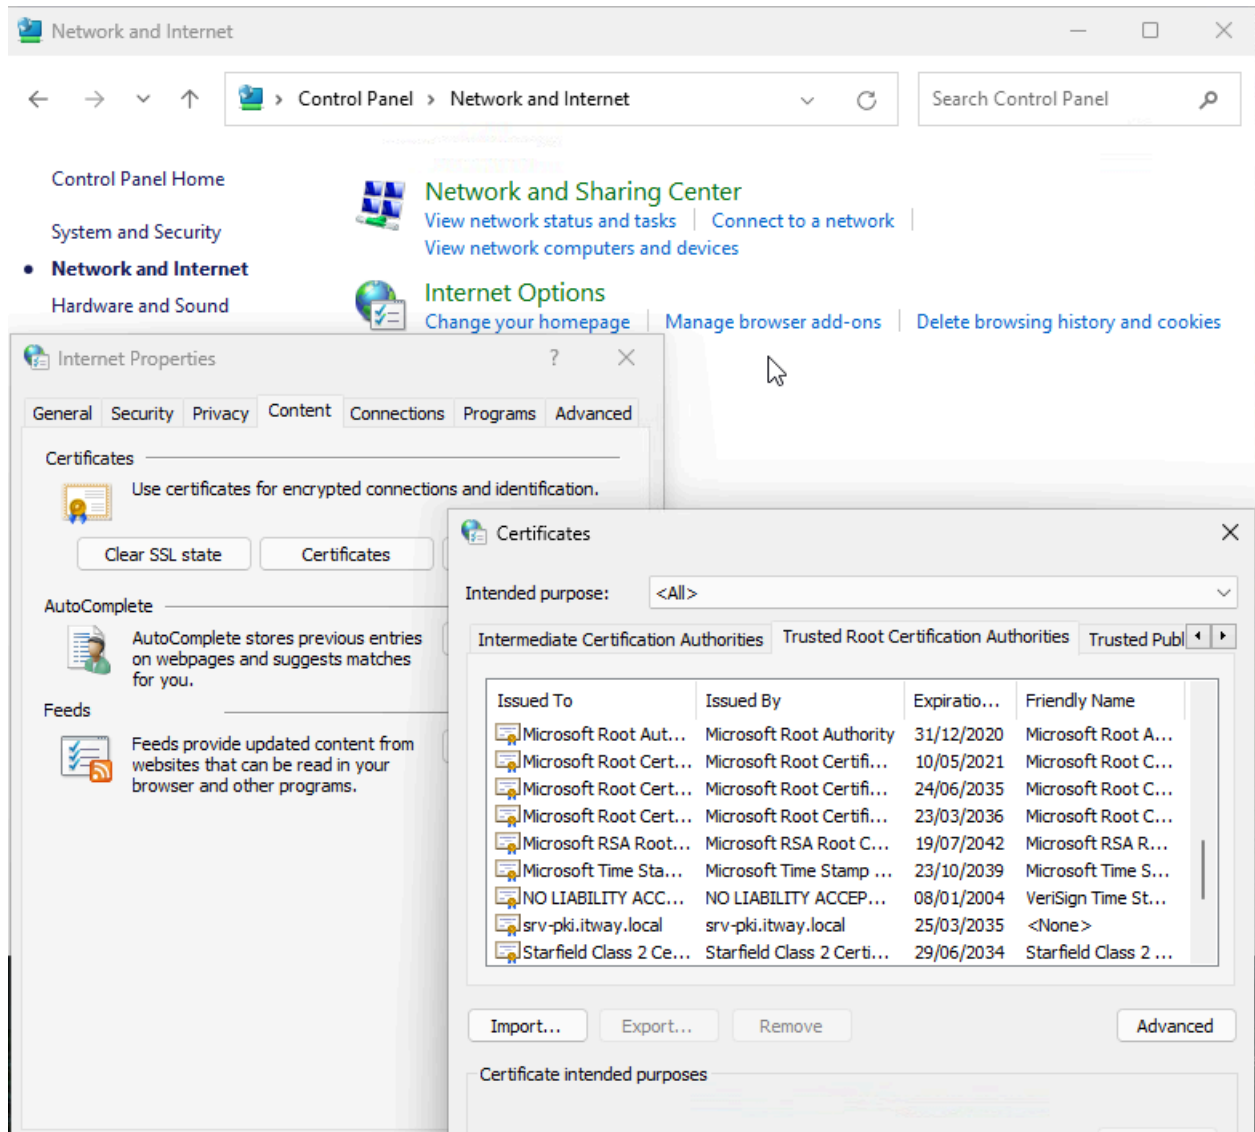 Network and Internet
Control Panel > Network and Internet
Search Control Panel
Control Panel Home
System and Security
Network and Internet
Hardware and Sound
Network and Sharing Center
View network status and tasks
Connect to a network
View network computers and devices
Internet Options
Change your homepage
Manage browser add-ons
Delete browsing history and cookies
Internet Properties
?
General Security Privacy Content Connections Programs Advanced
Certificates
Use certificates for encrypted connections and identification.
Clear SSL state
Certificates
AutoComplete
AutoComplete stores previous entries
on webpages and suggests matches
for you.
Feeds
Feeds provide updated content from
websites that can be read in your
browser and other programs.
Certificates
Intended purpose: <All>
Intermediate Certification Authorities Trusted Root Certification Authorities Trusted Publ
Issued To Issued By Expiratio... Friendly Name
Microsoft Root Aut... Microsoft Root Authority 31/12/2020 Microsoft Root A...
Microsoft Root Cert... Microsoft Root Certifi... 10/05/2021 Microsoft Root C...
Microsoft Root Cert... Microsoft Root Certifi... 24/06/2035 Microsoft Root C...
Microsoft Root Cert... Microsoft Root Certifi... 23/03/2036 Microsoft Root C...
Microsoft RSA Root... Microsoft RSA Root C... 19/07/2042 Microsoft RSA R...
Microsoft Time Sta... Microsoft Time Stamp ... 23/10/2039 Microsoft Time S...
NO LIABILITY ACC... NO LIABILITY ACCEP... 08/01/2004 VeriSign Time St...
srv-pki.itway.local srv-pki.itway.local 25/03/2035 <None>
Starfield Class 2 Ce... Starfield Class 2 Certi... 29/06/2034 Starfield Class 2 ...
Import... Export... Remove Advanced
Certificate intended purposes